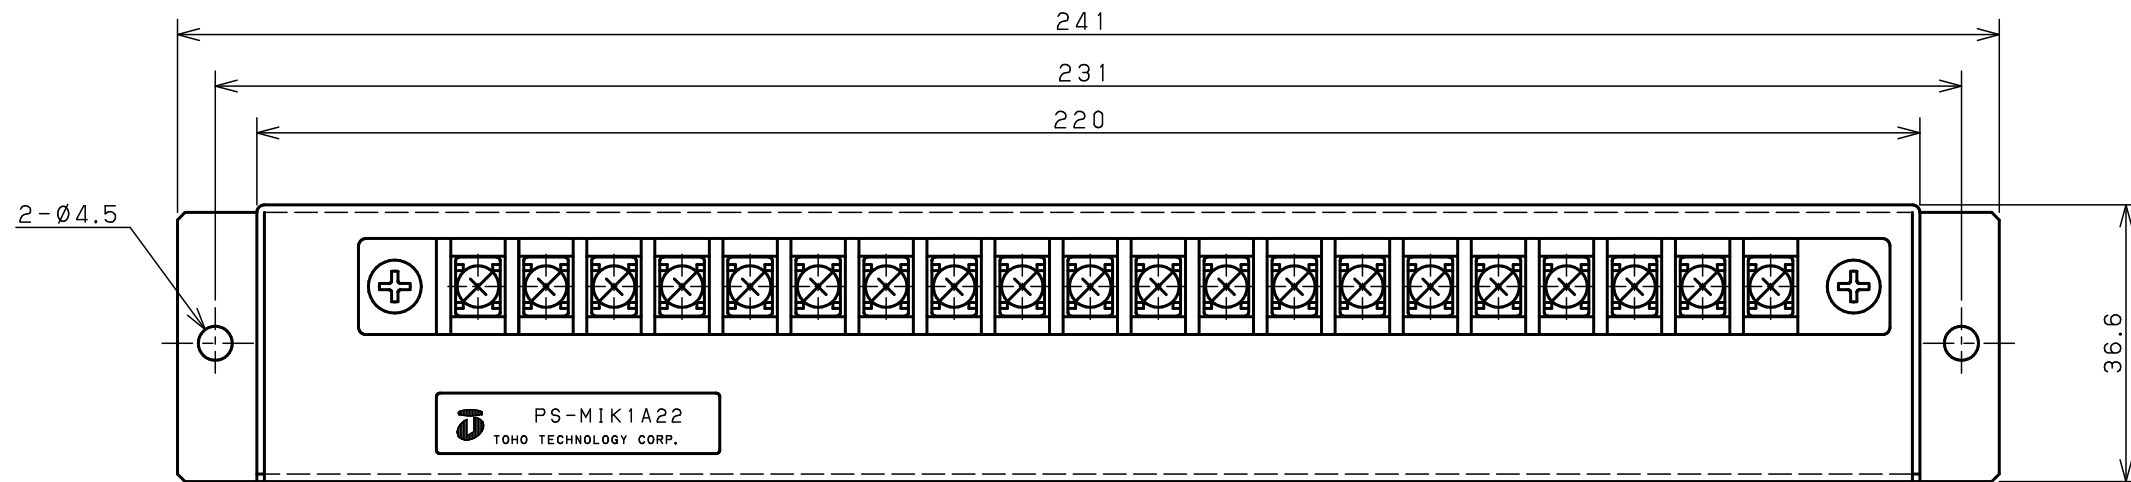 241
231
220
2-Ø4.5
36.6
PS-MIK1A22
TOHO TECHNOLOGY CORP.